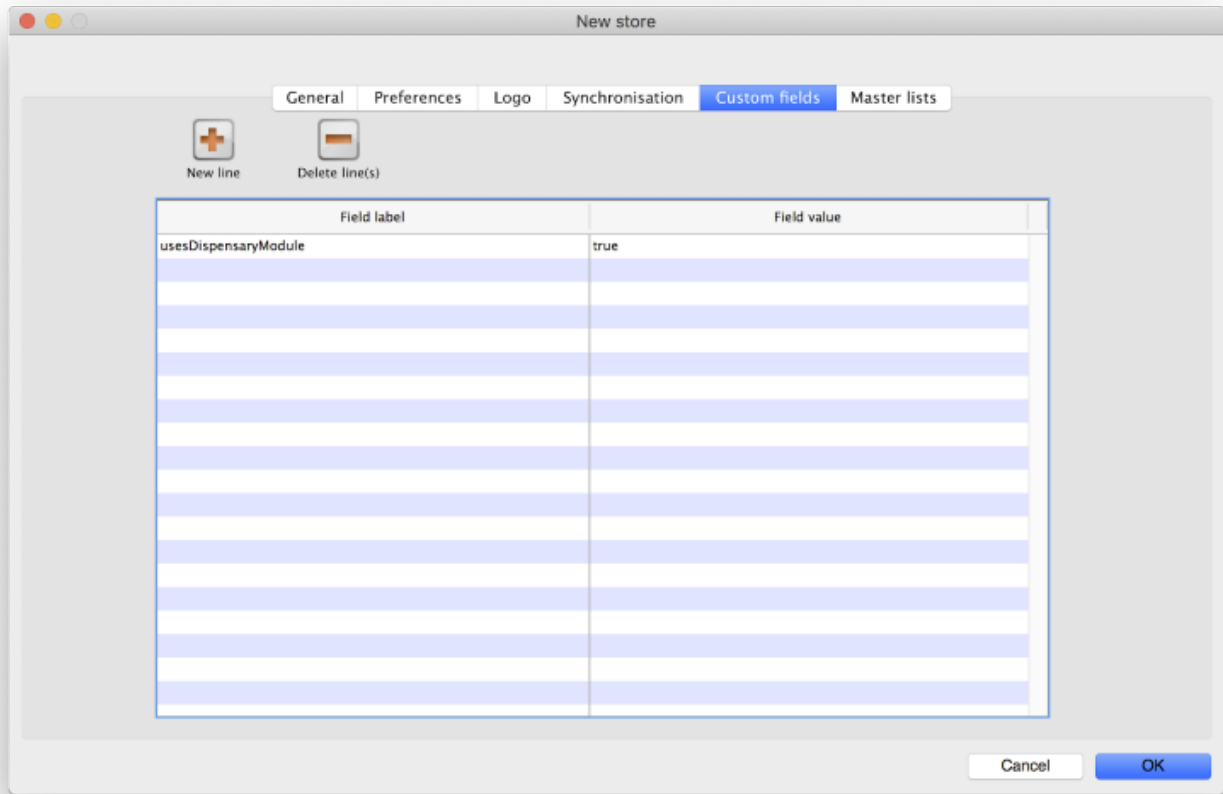 New store
General Preferences Logo Synchronisation Custom fields Master lists
New line Delete line(s)
Field label Field value
usesDispensaryModule true
Cancel OK